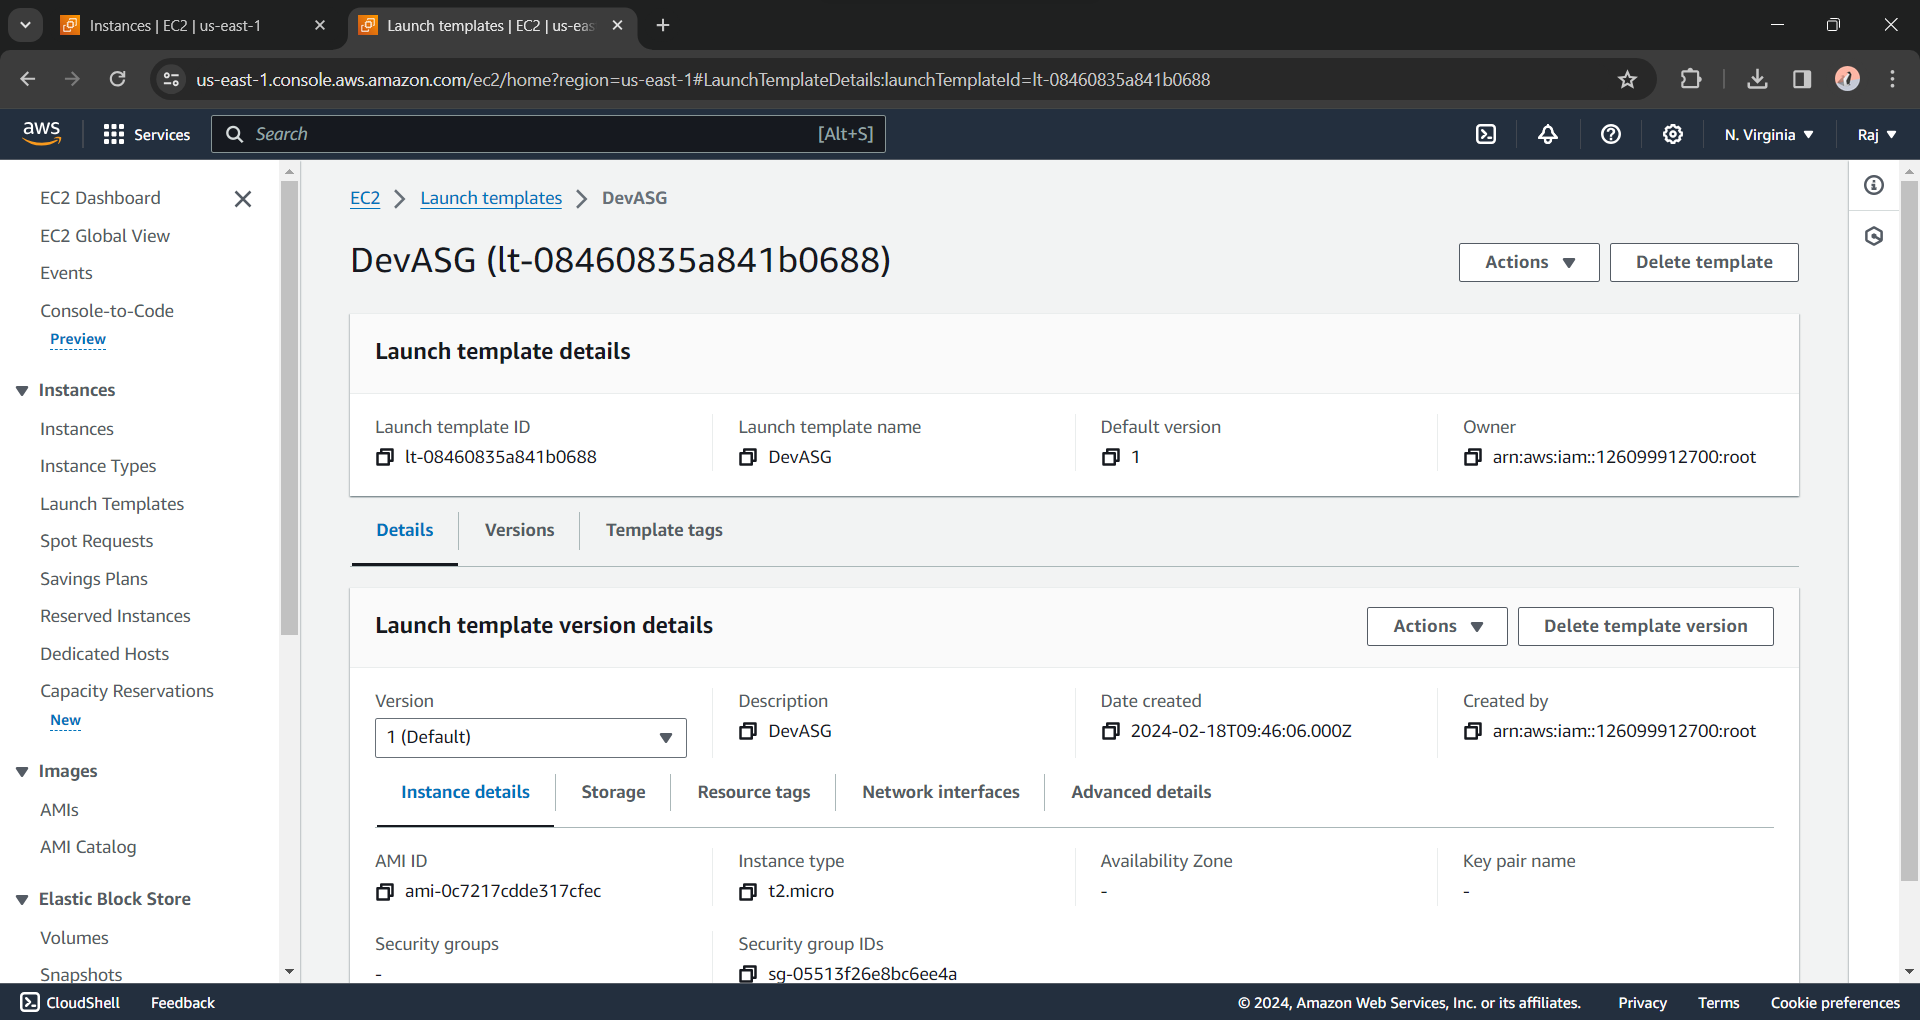 Instances | EC2 | us-east-1
Launch templates | EC2 | us-eas
us-east-1.console.aws.amazon.com/ec2/home?region=us-east-1#LaunchTemplateDetails:launchTemplateId=lt-08460835a841b0688
aws
Services
Search
[Alt+S]
N. Virginia
Raj
EC2 Dashboard
EC2 Global View
Events
Console-to-Code
Preview
Instances
Instances
Instance Types
Launch Templates
Spot Requests
Savings Plans
Reserved Instances
Dedicated Hosts
Capacity Reservations
New
Images
AMIs
AMI Catalog
Elastic Block Store
Volumes
Snapshots
EC2 > Launch templates > DevASG
DevASG (lt-08460835a841b0688)
Actions
Delete template
Launch template details
Launch template ID
lt-08460835a841b0688
Launch template name
DevASG
Default version
1
Owner
arn:aws:iam::126099912700:root
Details
Versions
Template tags
Launch template version details
Actions
Delete template version
Version
1 (Default)
Description
DevASG
Date created
2024-02-18T09:46:06.000Z
Created by
arn:aws:iam::126099912700:root
Instance details
Storage
Resource tags
Network interfaces
Advanced details
AMI ID
ami-0c7217cdde317cfec
Instance type
t2.micro
Availability Zone
-
Key pair name
-
Security groups
-
Security group IDs
sg-05513f26e8bc6ee4a
CloudShell
Feedback
© 2024, Amazon Web Services, Inc. or its affiliates.
Privacy
Terms
Cookie preferences